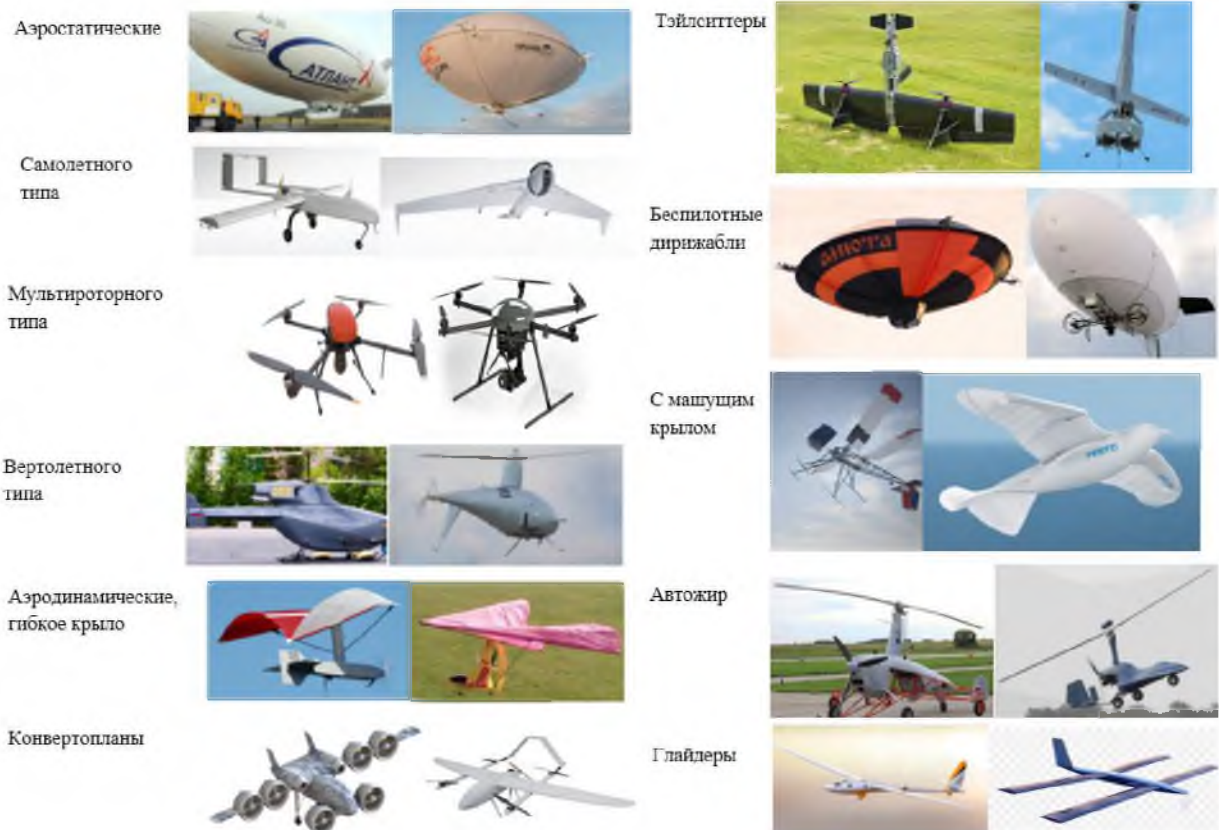 Аэростатические
АТЛАНТ
Самолетного
типа
Мультироторного
типа
Вертолетного
типа
Аэродинамические,
гибкое крыло
Конвертопланы
Тэйлситтеры
Беспилотные
дирижабли
С машущим
крылом
Автожир
Глайдеры